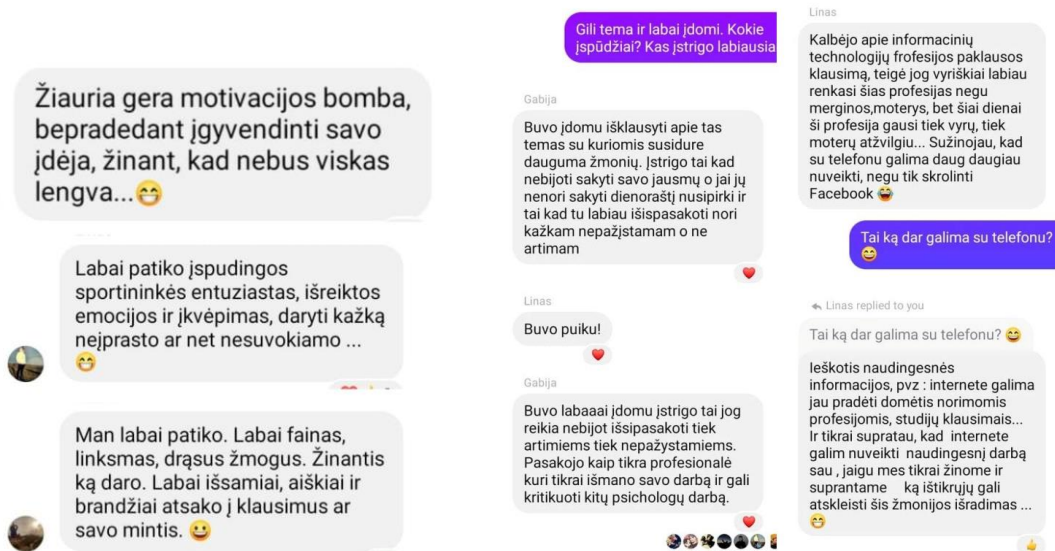 Žiauria gera motivacijos bomba,
bepradedant įgyvendinti savo
įdėja, žinant, kad nebus viskas
lengva...😁
Labai patiko įspudingos
sportininkės entuziastas, išreiktos
emocijos ir įkvėpimas, daryti kažką
neįprasto ar net nesuvokiamo ...
😁
Man labai patiko. Labai fainas,
linksmas, drąsus žmogus. Žinantis
ką daro. Labai išsamiai, aiškiai ir
brandžiai atsako į klausimus ar
savo mintis. 😀
Gili tema ir labai įdomi. Kokie
įspūdžiai? Kas įstrigo labiausia
Gabija
Buvo įdomu išklausyti apie tas
temas su kuriomis susidure
dauguma žmonių. Įstrigo tai kad
nebijoti sakyti savo jausmų o jai jų
nenori sakyti dienoraštį nusipirki ir
tai kad tu labiau išispasakoti nori
kažkam nepažįstamam o ne
artimam
Linas
Buvo puiku!
Gabija
Buvo labaaai įdomu įstrigo tai jog
reikia nebijot išsipasakoti tiek
artimiems tiek nepažystamiems.
Pasakojo kaip tikra profesionalė
kuri tikrai išmano savo darbą ir gali
kritikuoti kitų psichologų darbą.
Linas
Kalbėjo apie informacinių
technologijų frofesijos paklausos
klausimą, teigė jog vyriškiai labiau
renkasi šias profesijas negu
merginos,moterys, bet šiai dienai
ši profesija gausi tiek vyrų, tiek
moterų atžvilgiu... Sužinojau, kad
su telefonu galima daug daugiau
nuveikti, negu tik skrolinti
Facebook 😂
Tai ką dar galima su telefonu?
😄
Linas replied to you
Tai ką dar galima su telefonu? 😄
Ieškotis naudingesnės
informacijos, pvz : internete galima
jau pradėti domėtis norimomis
profesijomis, studijų klausimais...
Ir tikrai supratau, kad internete
galim nuveikti naudingesnį darbą
sau , jaigu mes tikrai žinome ir
suprantame ką ištikrųjų gali
atskleisti šis žmonijos išradimas ...
😁